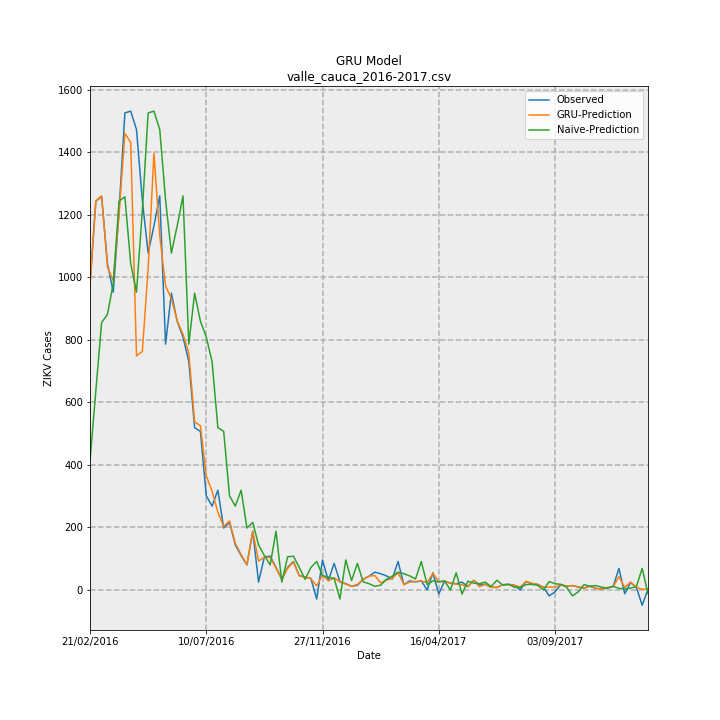 GRU Model
valle_cauca_2016-2017.csv
Observed
GRU-Prediction
Naive-Prediction
1600
1400
1200
1000
800
600
400
200
0
ZIKV Cases
21/02/2016
10/07/2016
27/11/2016
16/04/2017
03/09/2017
Date